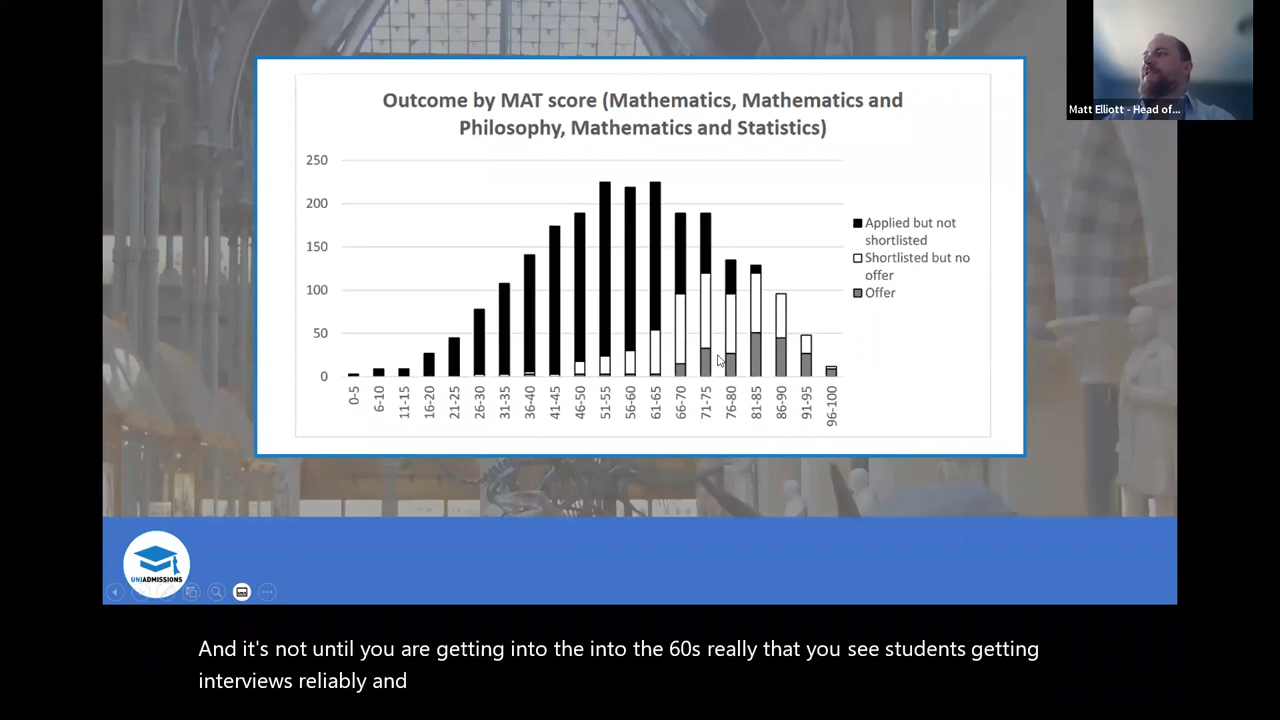 Outcome by MAT score (Mathematics, Mathematics and
Philosophy, Mathematics and Statistics)
250
200
150
100
50
0
0-5
6-10
11-15
16-20
21-25
26-30
31-35
36-40
41-45
46-50
51-55
56-60
61-65
66-70
71-75
76-80
81-85
86-90
91-95
96-100
Applied but not
shortlisted
Shortlisted but no
offer
Offer
Matt Elliott - Head of...
UNIADMISSIONS
And it's not until you are getting into the into the 60s really that you see students getting
interviews reliably and